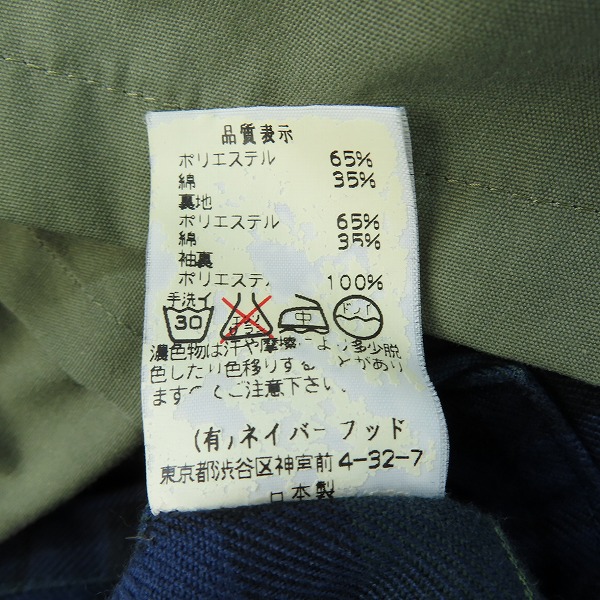 品質表示
ポリエステル 65%
綿 35%
裏地
ポリエステル 65%
綿 35%
袖裏
ポリエステル 100%
手洗イ
30 中 ドライ
濃色物は汗や摩擦により多少脱
色したり色移りすることがあり
ますのでご注意下さい。
(有)ネイバーフッド
東京都渋谷区神宮前4-32-7
日本製